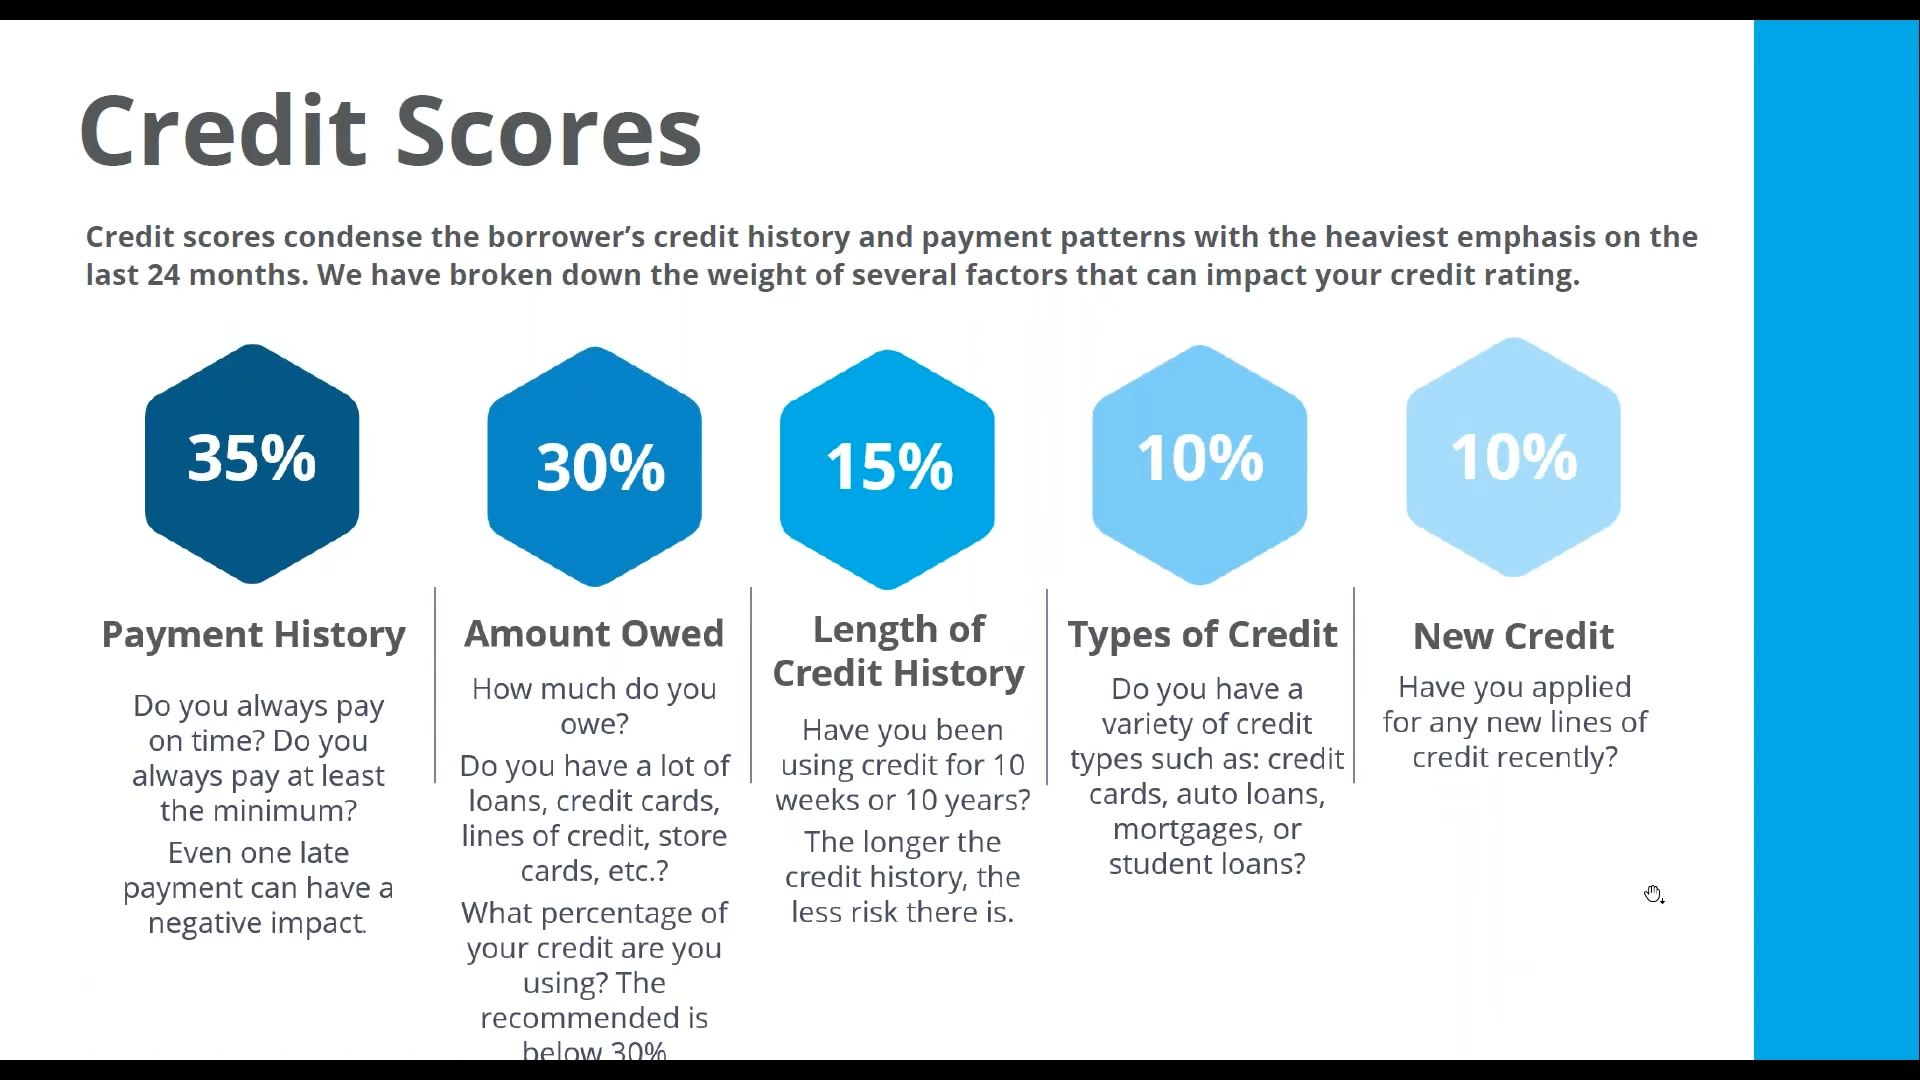 Credit Scores
Credit scores condense the borrower’s credit history and payment patterns with the heaviest emphasis on the
last 24 months. We have broken down the weight of several factors that can impact your credit rating.
35%
Payment History
Do you always pay
on time? Do you
always pay at least
the minimum?
Even one late
payment can have a
negative impact.
30%
Amount Owed
How much do you
owe?
Do you have a lot of
loans, credit cards,
lines of credit, store
cards, etc.?
What percentage of
your credit are you
using? The
recommended is
below 30%
15%
Length of
Credit History
Have you been
using credit for 10
weeks or 10 years?
The longer the
credit history, the
less risk there is.
10%
Types of Credit
Do you have a
variety of credit
types such as: credit
cards, auto loans,
mortgages, or
student loans?
10%
New Credit
Have you applied
for any new lines of
credit recently?